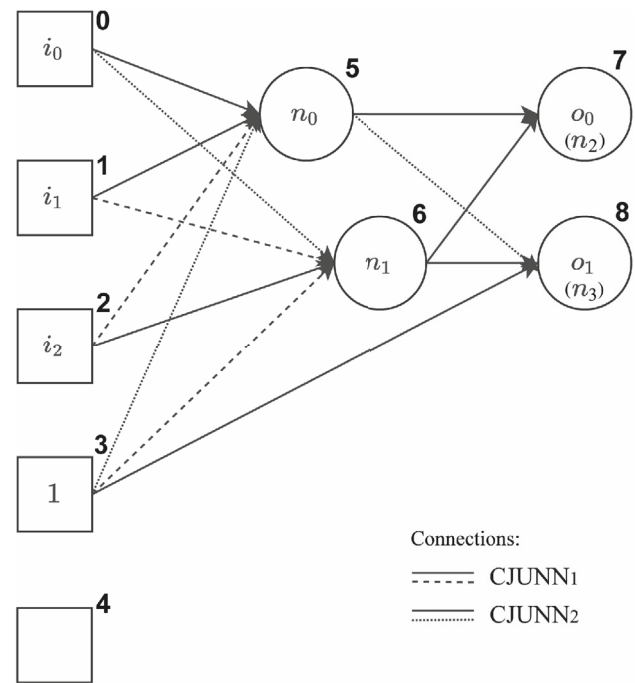 0
i₀
5
7
n₀
o₀
(n₂)
1
i₁
6
8
n₁
o₁
(n₃)
2
i₂
3
1
Connections:
CJUNN₁
CJUNN₂
4